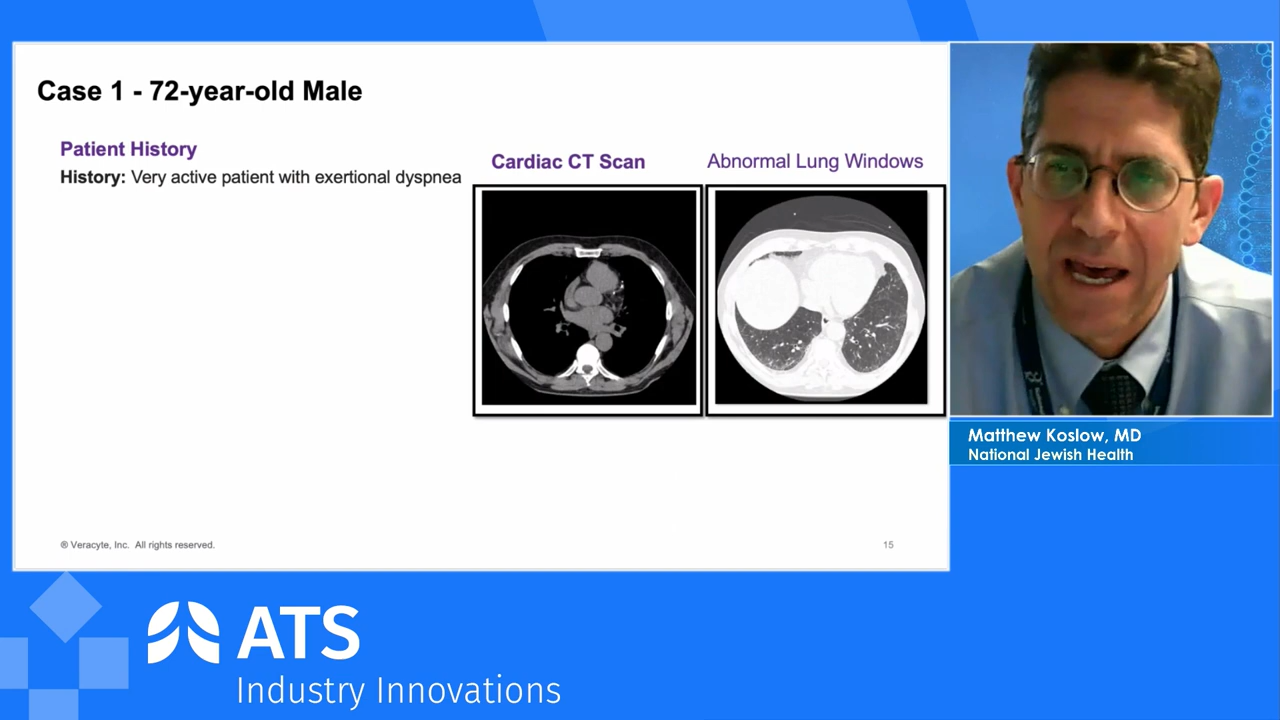 Case 1 - 72-year-old Male
Patient History
History: Very active patient with exertional dyspnea
Cardiac CT Scan
Abnormal Lung Windows
® Veracyte, Inc. All rights reserved.
15
Matthew Koslow, MD
National Jewish Health
ATS
Industry Innovations